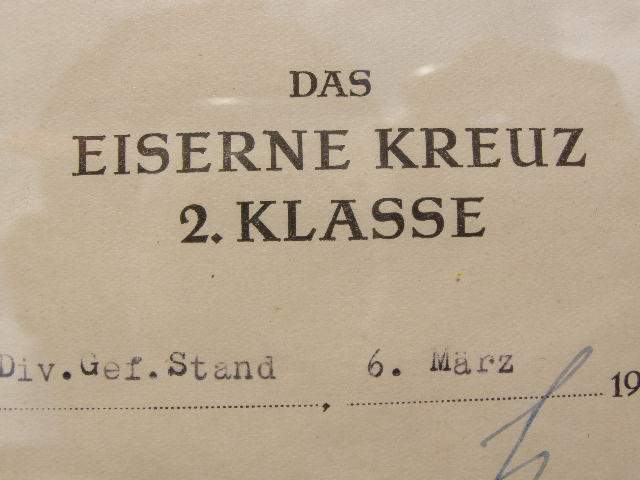 DAS
EISERNE KREUZ
2. KLASSE
Div.Gef.Stand, 6. März 19